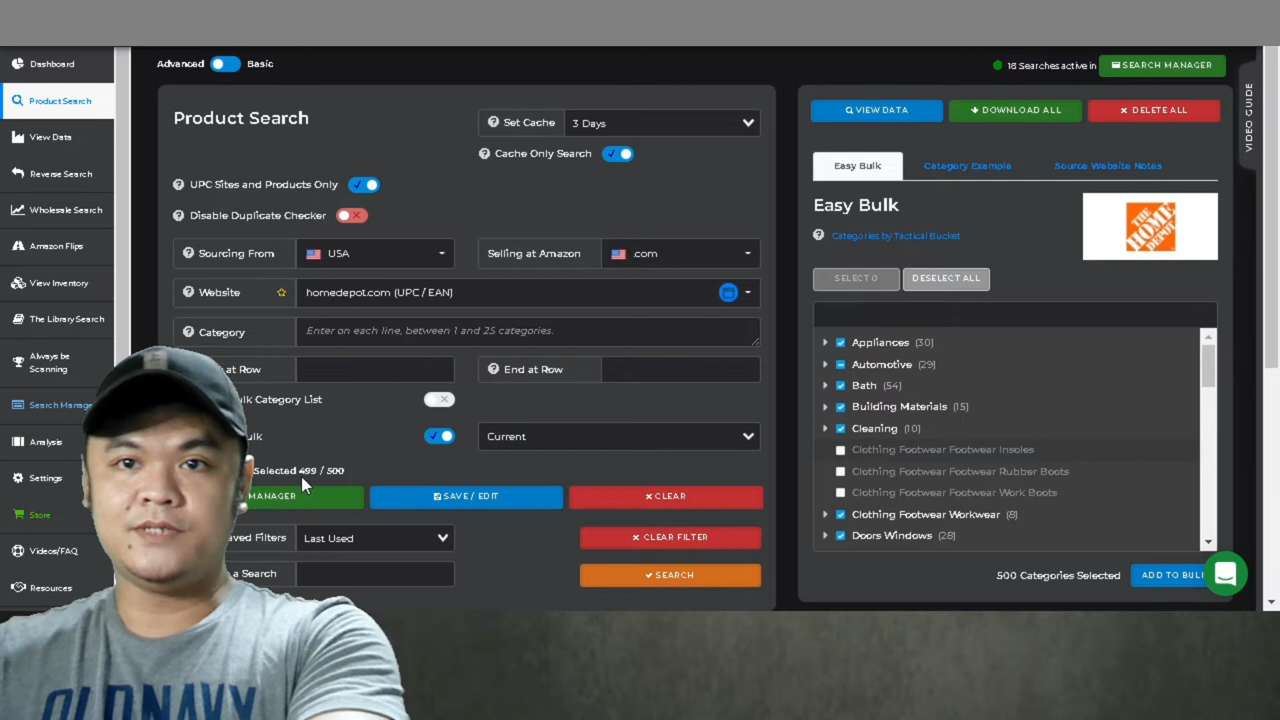 Dashboard
Product Search
View Data
Reverse Search
Wholesale Search
Amazon Flips
View Inventory
The Library Search
Always be
Scanning
Search Manage
Analysis
Settings
Store
Videos/FAQ
Resources
Advanced
Basic
18 Searches active in
SEARCH MANAGER
Product Search
Set Cache
3 Days
Cache Only Search
UPC Sites and Products Only
Disable Duplicate Checker
Sourcing From
USA
Selling at Amazon
.com
Website
homedepot.com (UPC / EAN)
Category
Enter on each line, between 1 and 25 categories.
at Row
End at Row
ulk Category List
ulk
Current
Selected 499 / 500
MANAGER
SAVE / EDIT
CLEAR
aved Filters
Last Used
CLEAR FILTER
a Search
SEARCH
VIEW DATA
DOWNLOAD ALL
DELETE ALL
VIDEO GUIDE
Easy Bulk
Category Example
Source Website Notes
Easy Bulk
THE HOME DEPOT
Categories by Tactical Bucket
SELECT 0
DESELECT ALL
Appliances (30)
Automotive (29)
Bath (54)
Building Materials (15)
Cleaning (10)
Clothing Footwear Footwear Insoles
Clothing Footwear Footwear Rubber Boots
Clothing Footwear Footwear Work Boots
Clothing Footwear Workwear (8)
Doors Windows (28)
500 Categories Selected
ADD TO BUL
OLD NAVY